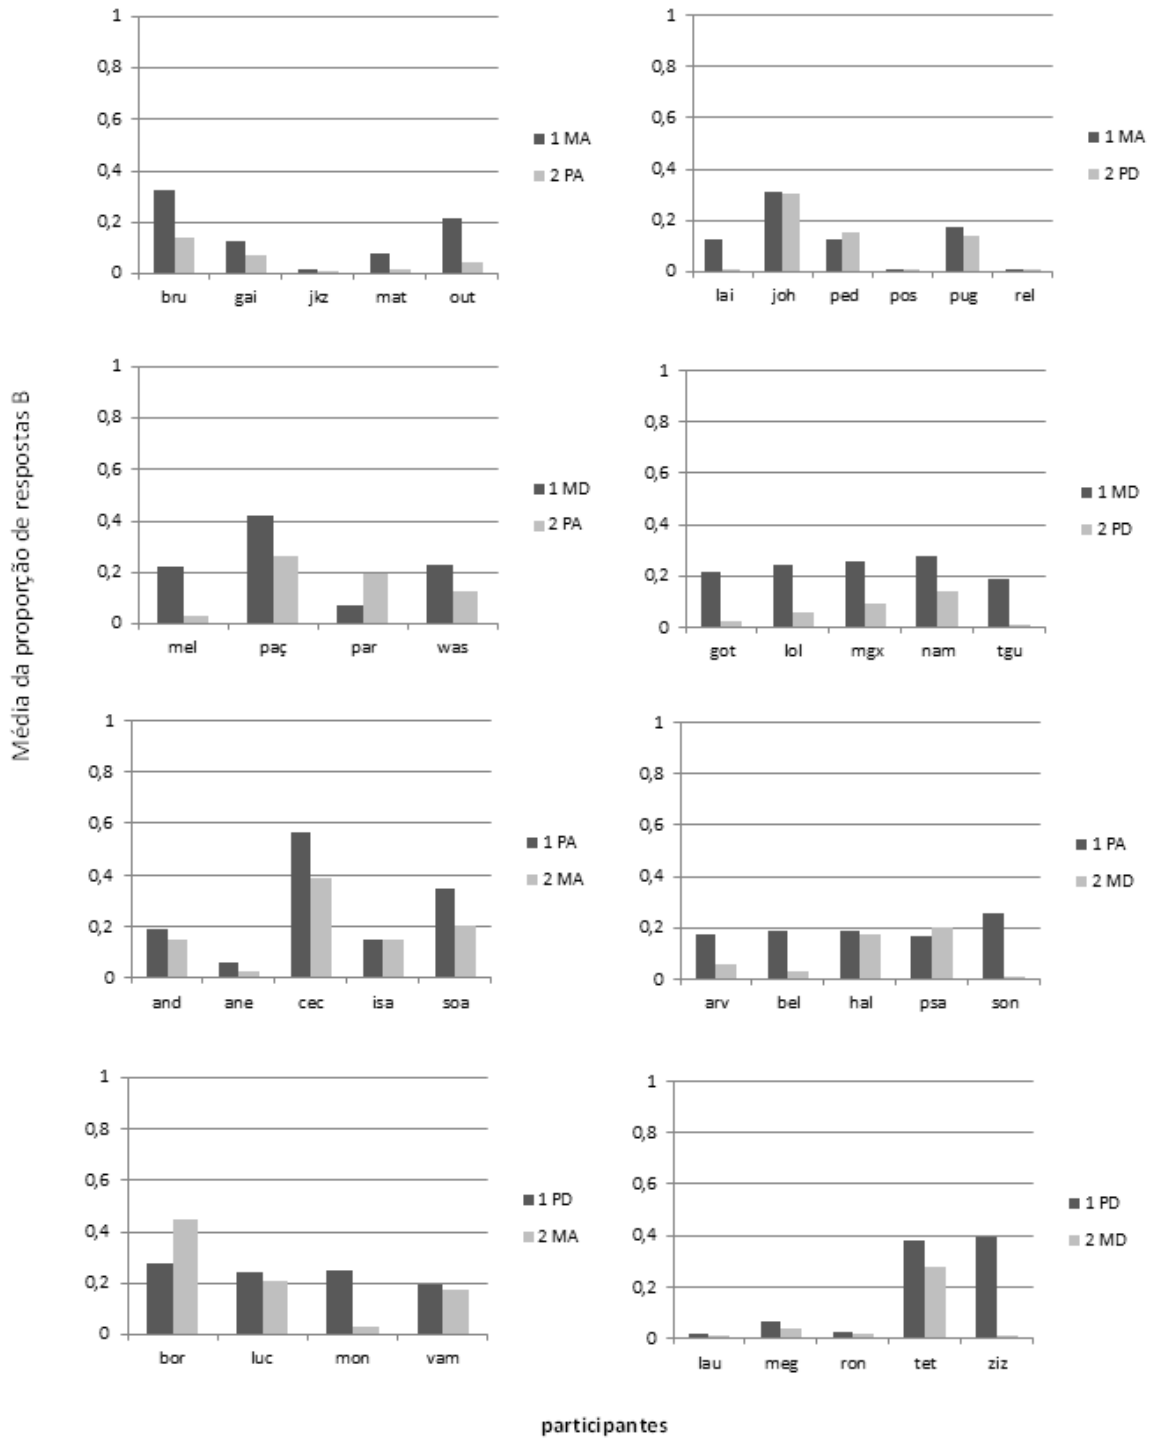 Média da proporção de respostas B
1
0,8
0,6
0,4
0,2
0
bru gai jkz mat out
1 MA
2 PA
1
0,8
0,6
0,4
0,2
0
lai joh ped pos pug rel
1 MA
2 PD
1
0,8
0,6
0,4
0,2
0
mel paç par was
1 MD
2 PA
1
0,8
0,6
0,4
0,2
0
got lol mgx nam tgu
1 MD
2 PD
1
0,8
0,6
0,4
0,2
0
and ane cec isa soa
1 PA
2 MA
1
0,8
0,6
0,4
0,2
0
arv bel hal psa son
1 PA
2 MD
1
0,8
0,6
0,4
0,2
0
bor luc mon vam
1 PD
2 MA
1
0,8
0,6
0,4
0,2
0
lau meg ron tet ziz
1 PD
2 MD
participantes